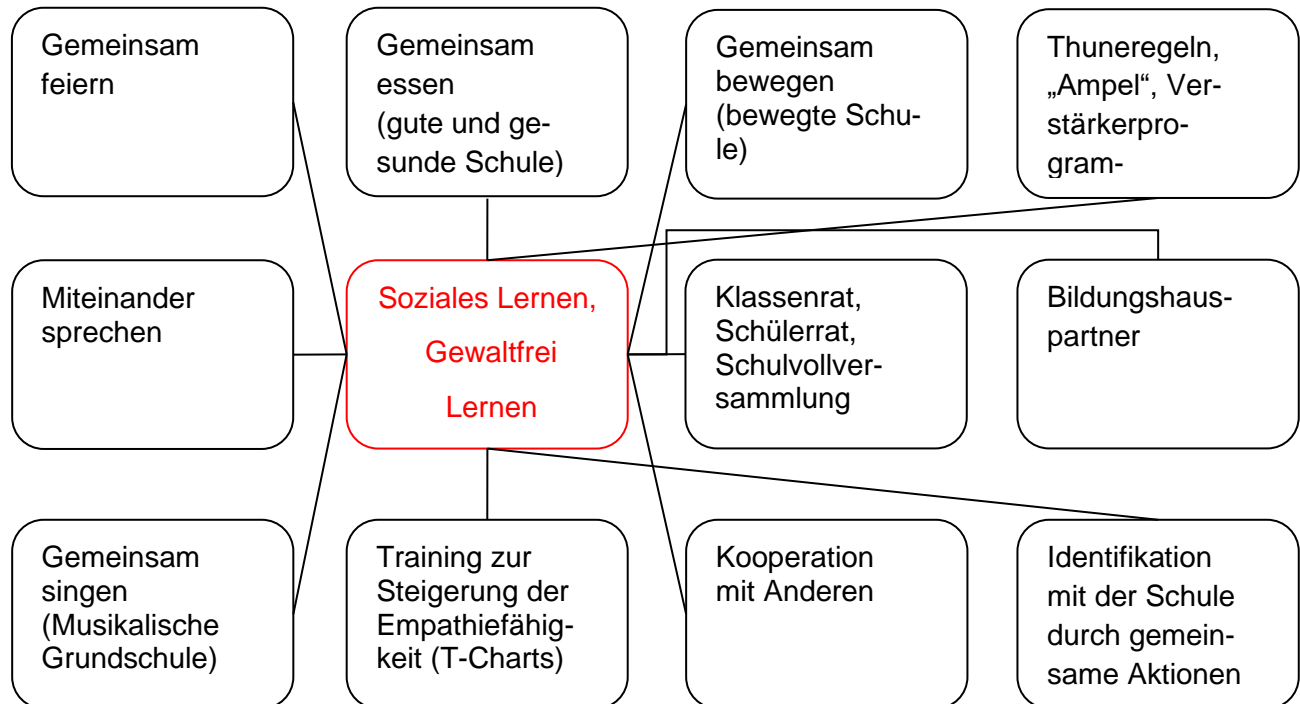 Gemeinsam
feiern
Gemeinsam
essen
(gute und ge-
sunde Schule)
Gemeinsam
bewegen
(bewegte Schu-
le)
Thuneregeln,
„Ampel“, Ver-
stärkerpro-
gram-
Miteinander
sprechen
Soziales Lernen,
Gewaltfrei
Lernen
Klassenrat,
Schülerrat,
Schulvollver-
sammlung
Bildungshaus-
partner
Gemeinsam
singen
(Musikalische
Grundschule)
Training zur
Steigerung der
Empathiefähig-
keit (T-Charts)
Kooperation
mit Anderen
Identifikation
mit der Schule
durch gemein-
same Aktionen